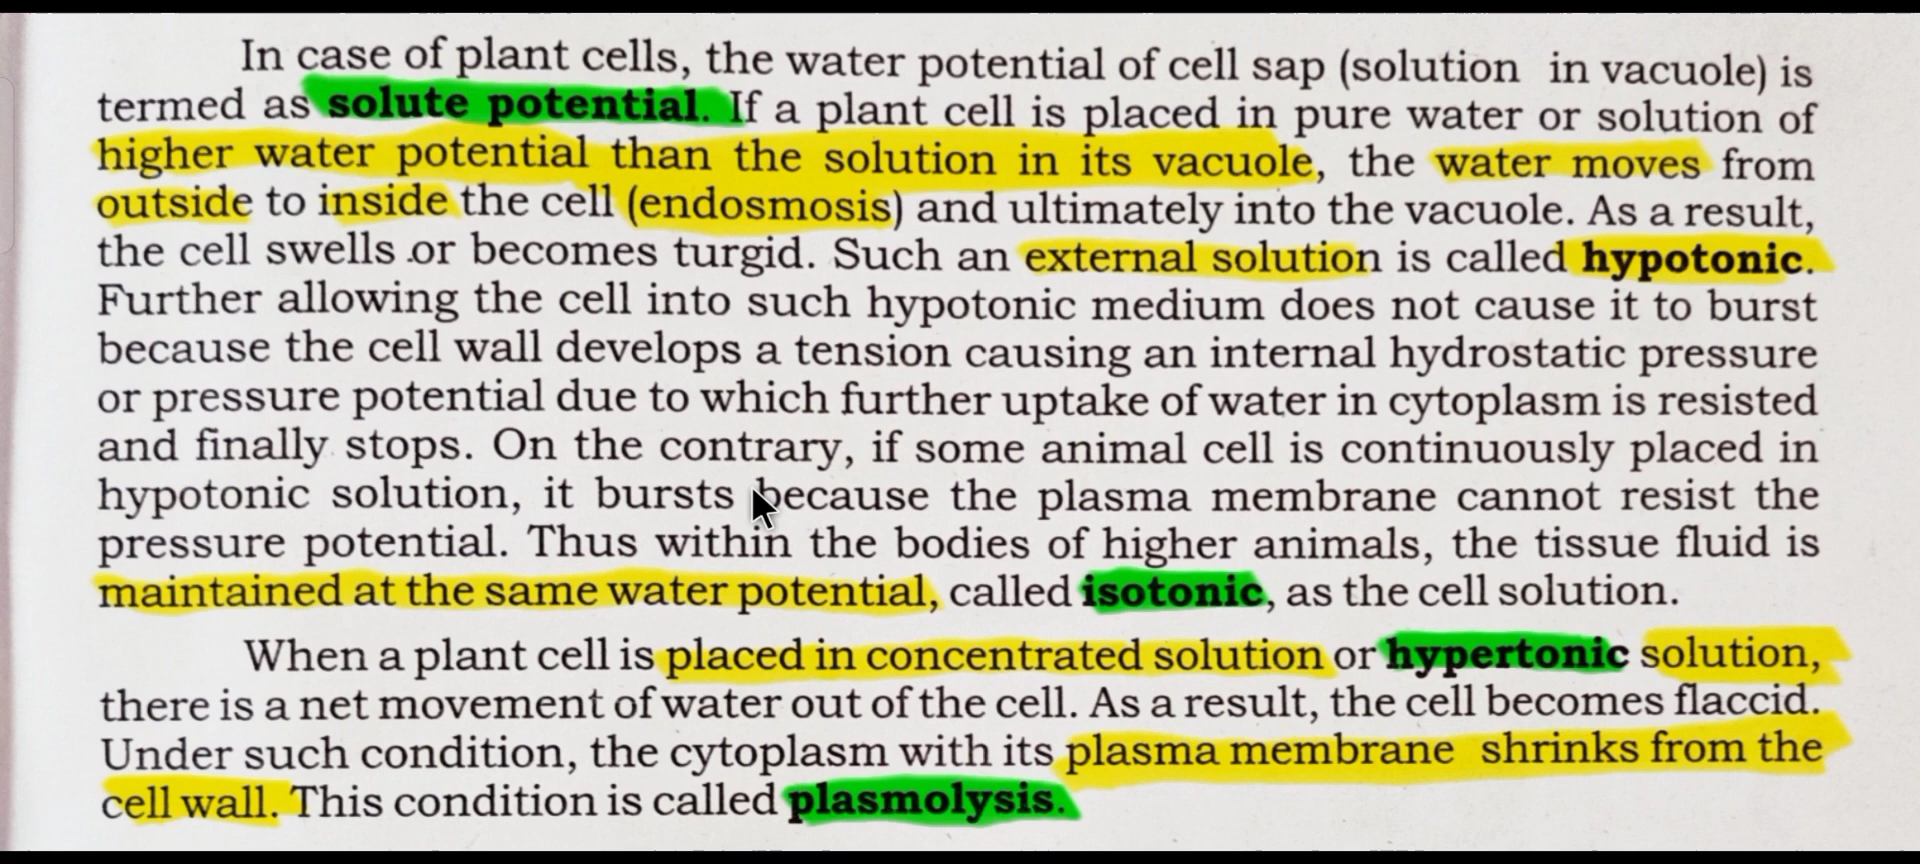 In case of plant cells, the water potential of cell sap (solution in vacuole) is
termed as solute potential. If a plant cell is placed in pure water or solution of
higher water potential than the solution in its vacuole, the water moves from
outside to inside the cell (endosmosis) and ultimately into the vacuole. As a result,
the cell swells or becomes turgid. Such an external solution is called hypotonic.
Further allowing the cell into such hypotonic medium does not cause it to burst
because the cell wall develops a tension causing an internal hydrostatic pressure
or pressure potential due to which further uptake of water in cytoplasm is resisted
and finally stops. On the contrary, if some animal cell is continuously placed in
hypotonic solution, it bursts because the plasma membrane cannot resist the
pressure potential. Thus within the bodies of higher animals, the tissue fluid is
maintained at the same water potential, called isotonic, as the cell solution.
When a plant cell is placed in concentrated solution or hypertonic solution,
there is a net movement of water out of the cell. As a result, the cell becomes flaccid.
Under such condition, the cytoplasm with its plasma membrane shrinks from the
cell wall. This condition is called plasmolysis.